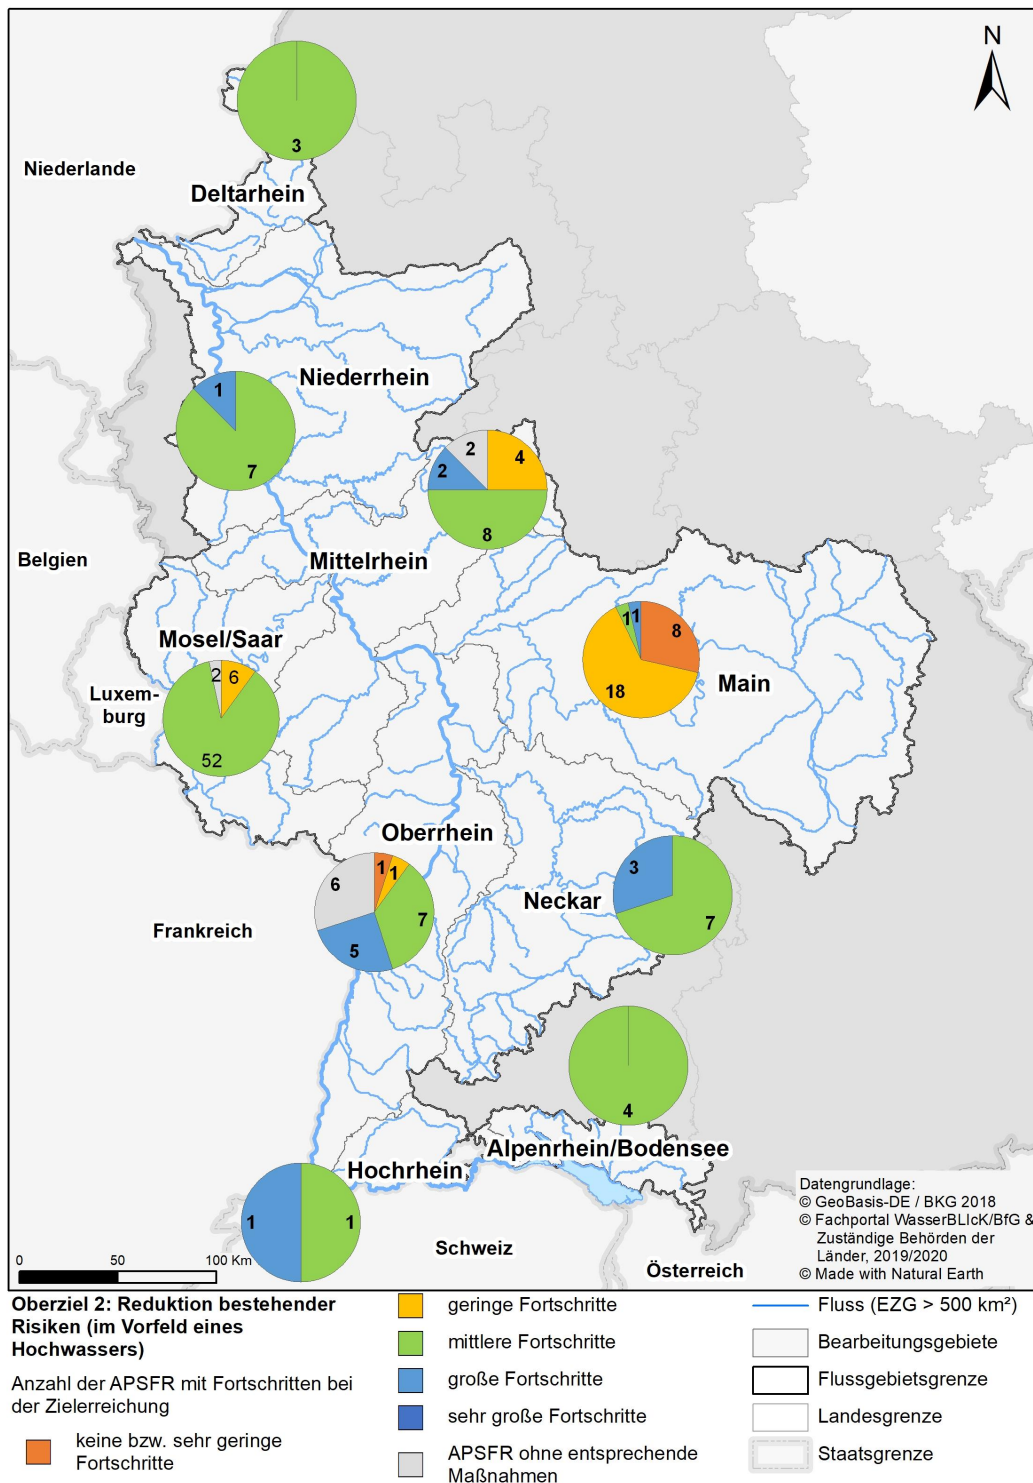 N
3
Niederlande
Deltarhein
Niederrhein
1
7
2
4
2
8
Mittelrhein
Belgien
Mosel/Saar
2
6
52
Luxem-
burg
1
1
8
18
Main
Oberrhein
1
1
6
7
5
Neckar
3
7
Frankreich
4
Alpenrhein/Bodensee
Hochrhein
1
1
Schweiz
Österreich
Datengrundlage:
© GeoBasis-DE / BKG 2018
© Fachportal WasserBLIcK/BfG &
Zuständige Behörden der
Länder, 2019/2020
© Made with Natural Earth
0
50
100 Km
Oberziel 2: Reduktion bestehender
Risiken (im Vorfeld eines
Hochwassers)
Anzahl der APSFR mit Fortschritten bei
der Zielerreichung
keine bzw. sehr geringe
Fortschritte
geringe Fortschritte
mittlere Fortschritte
große Fortschritte
sehr große Fortschritte
APSFR ohne entsprechende
Maßnahmen
Fluss (EZG > 500 km²)
Bearbeitungsgebiete
Flussgebietsgrenze
Landesgrenze
Staatsgrenze